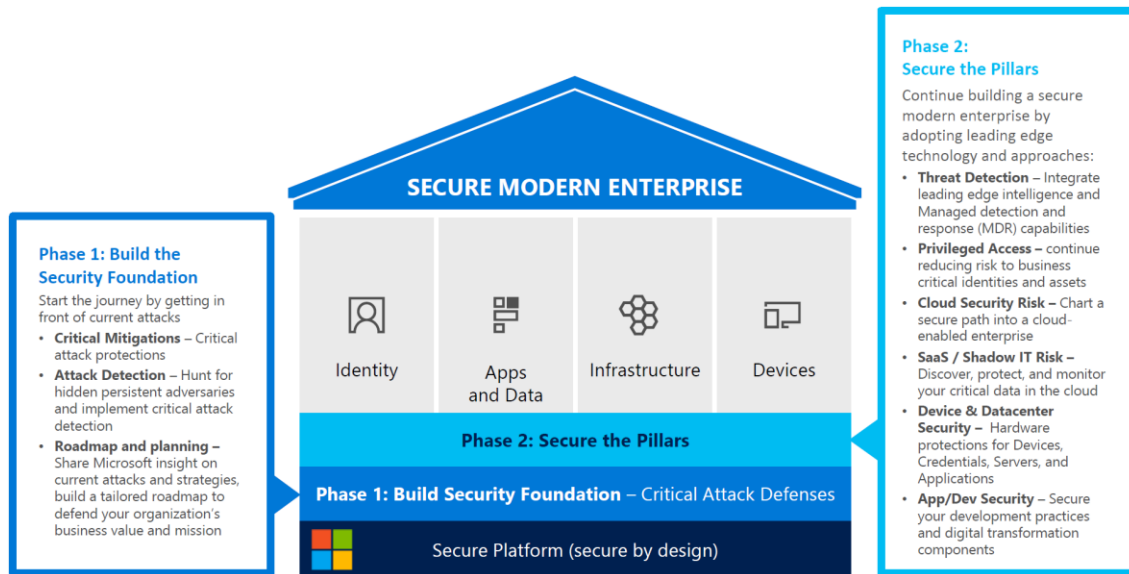 Phase 1: Build the
Security Foundation
Start the journey by getting in
front of current attacks
• Critical Mitigations – Critical
attack protections
• Attack Detection – Hunt for
hidden persistent adversaries
and implement critical attack
detection
• Roadmap and planning –
Share Microsoft insight on
current attacks and strategies,
build a tailored roadmap to
defend your organization's
business value and mission
SECURE MODERN ENTERPRISE
Identity
Apps
and Data
Infrastructure
Devices
Phase 2: Secure the Pillars
Phase 1: Build Security Foundation – Critical Attack Defenses
Secure Platform (secure by design)
Phase 2:
Secure the Pillars
Continue building a secure
modern enterprise by
adopting leading edge
technology and approaches:
• Threat Detection – Integrate
leading edge intelligence and
Managed detection and
response (MDR) capabilities
• Privileged Access – continue
reducing risk to business
critical identities and assets
• Cloud Security Risk – Chart a
secure path into a cloud-
enabled enterprise
• SaaS / Shadow IT Risk –
Discover, protect, and monitor
your critical data in the cloud
• Device & Datacenter
Security – Hardware
protections for Devices,
Credentials, Servers, and
Applications
• App/Dev Security – Secure
your development practices
and digital transformation
components